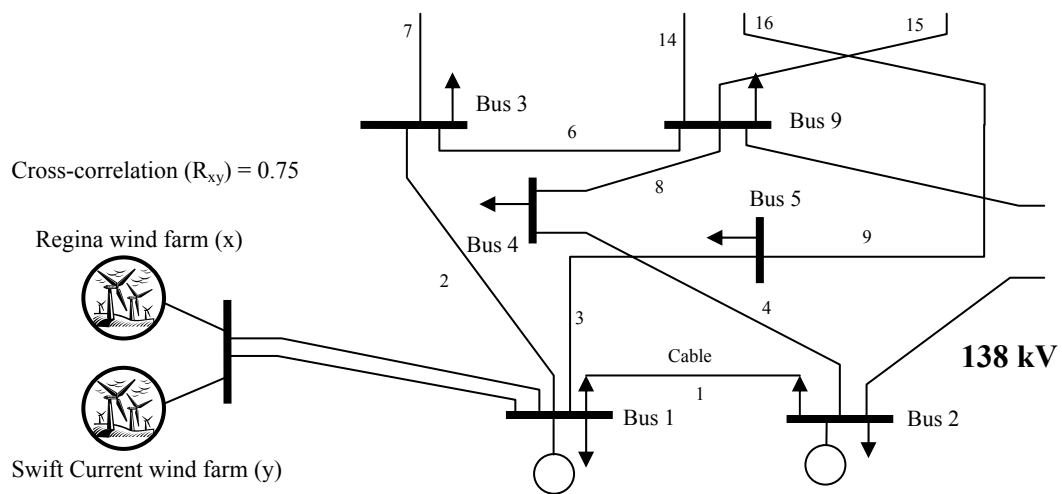 16
15
7
14
Bus 3
Bus 9
6
Cross-correlation (Rxy) = 0.75
8
Bus 5
Regina wind farm (x)
Bus 4
9
2
4
3
138 kV
Cable
1
Bus 1
Bus 2
Swift Current wind farm (y)